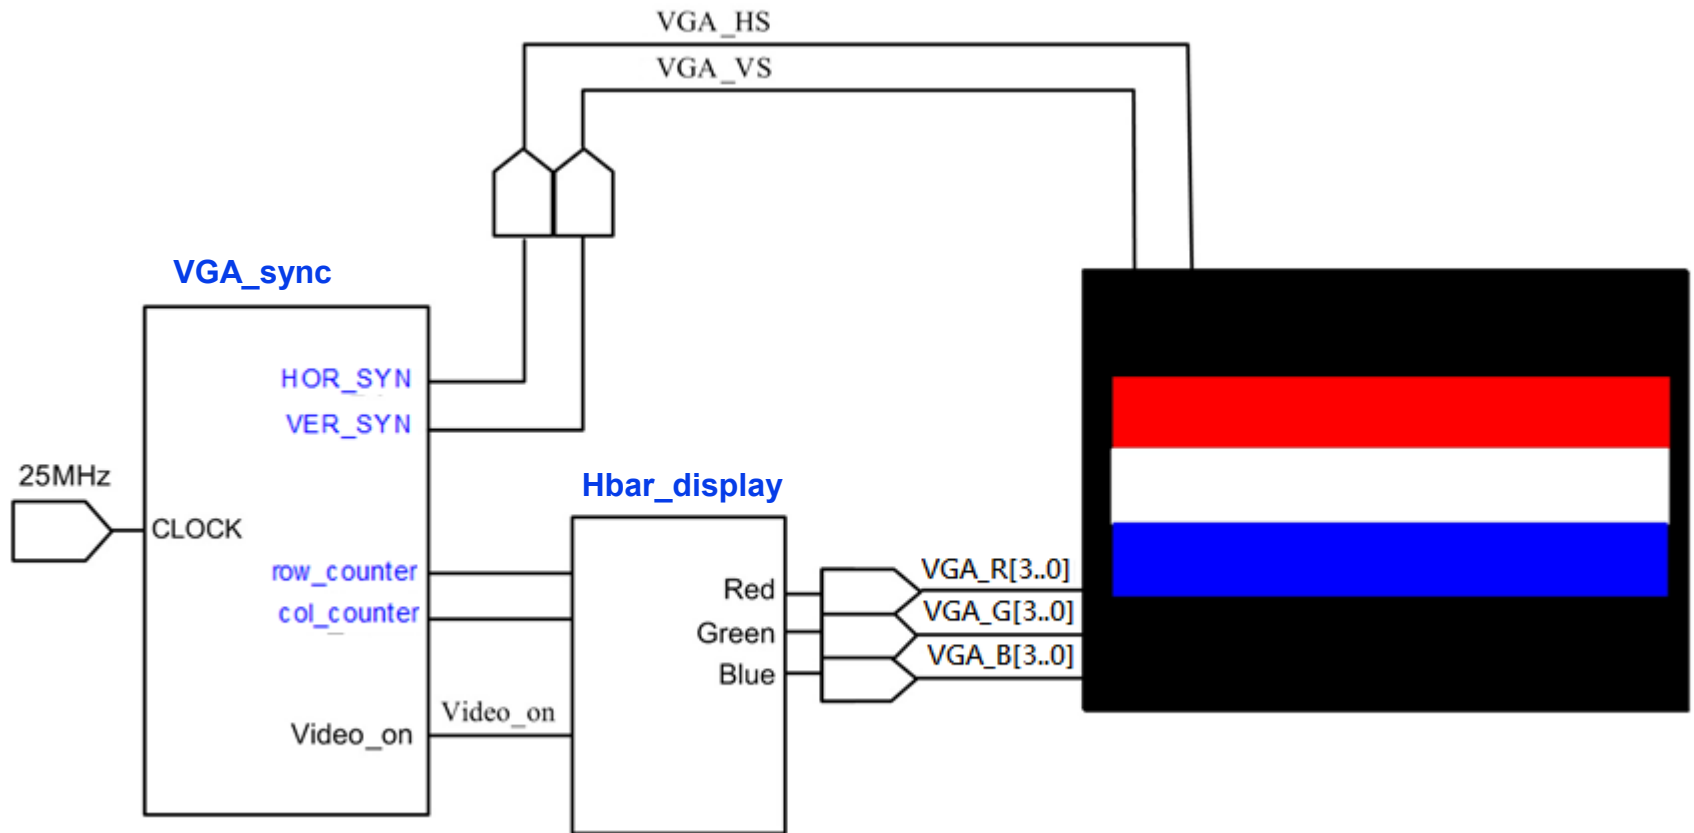 VGA_HS
VGA_VS
VGA_sync
HOR_SYN
VER_SYN
25MHz
CLOCK
Hbar_display
row_counter
col_counter
Video_on
Video_on
Red
Green
Blue
VGA_R[3..0]
VGA_G[3..0]
VGA_B[3..0]